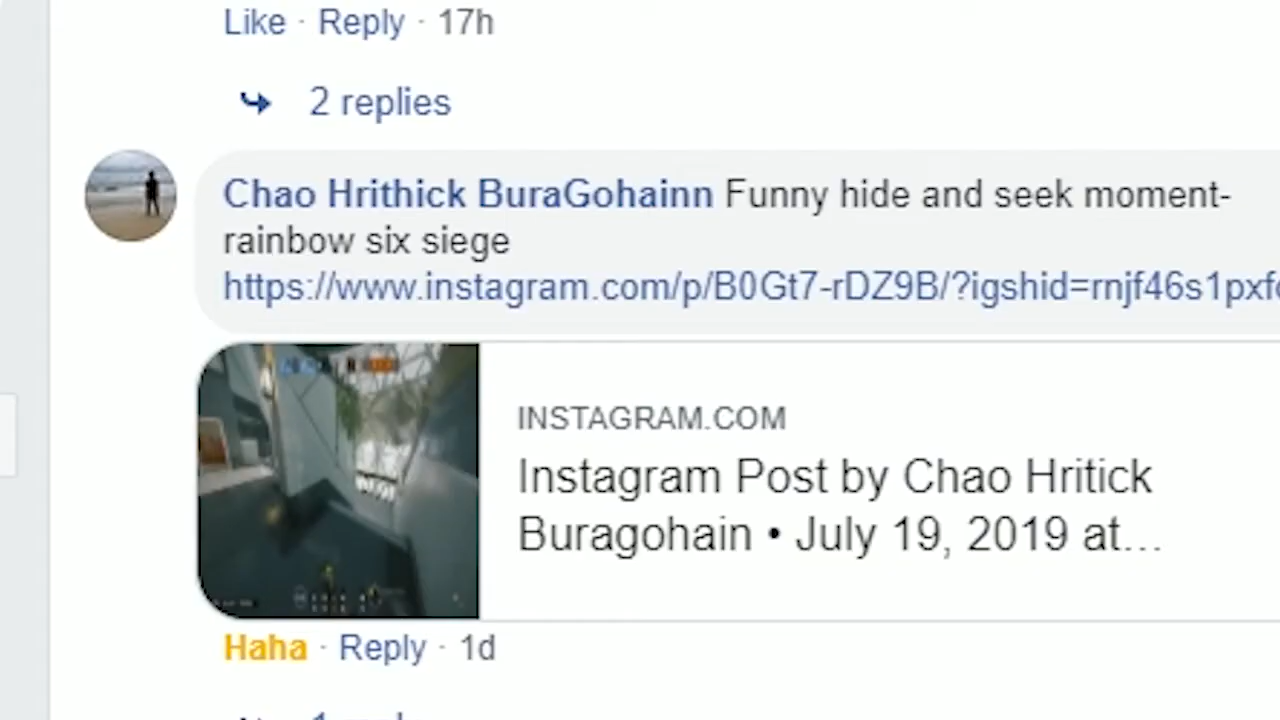 Like · Reply · 17h
2 replies
Chao Hrithick BuraGohainn Funny hide and seek moment-
rainbow six siege
https://www.instagram.com/p/B0Gt7-rDZ9B/?igshid=rnjf46s1pxf
INSTAGRAM.COM
Instagram Post by Chao Hritick
Buragohain • July 19, 2019 at...
Haha · Reply · 1d